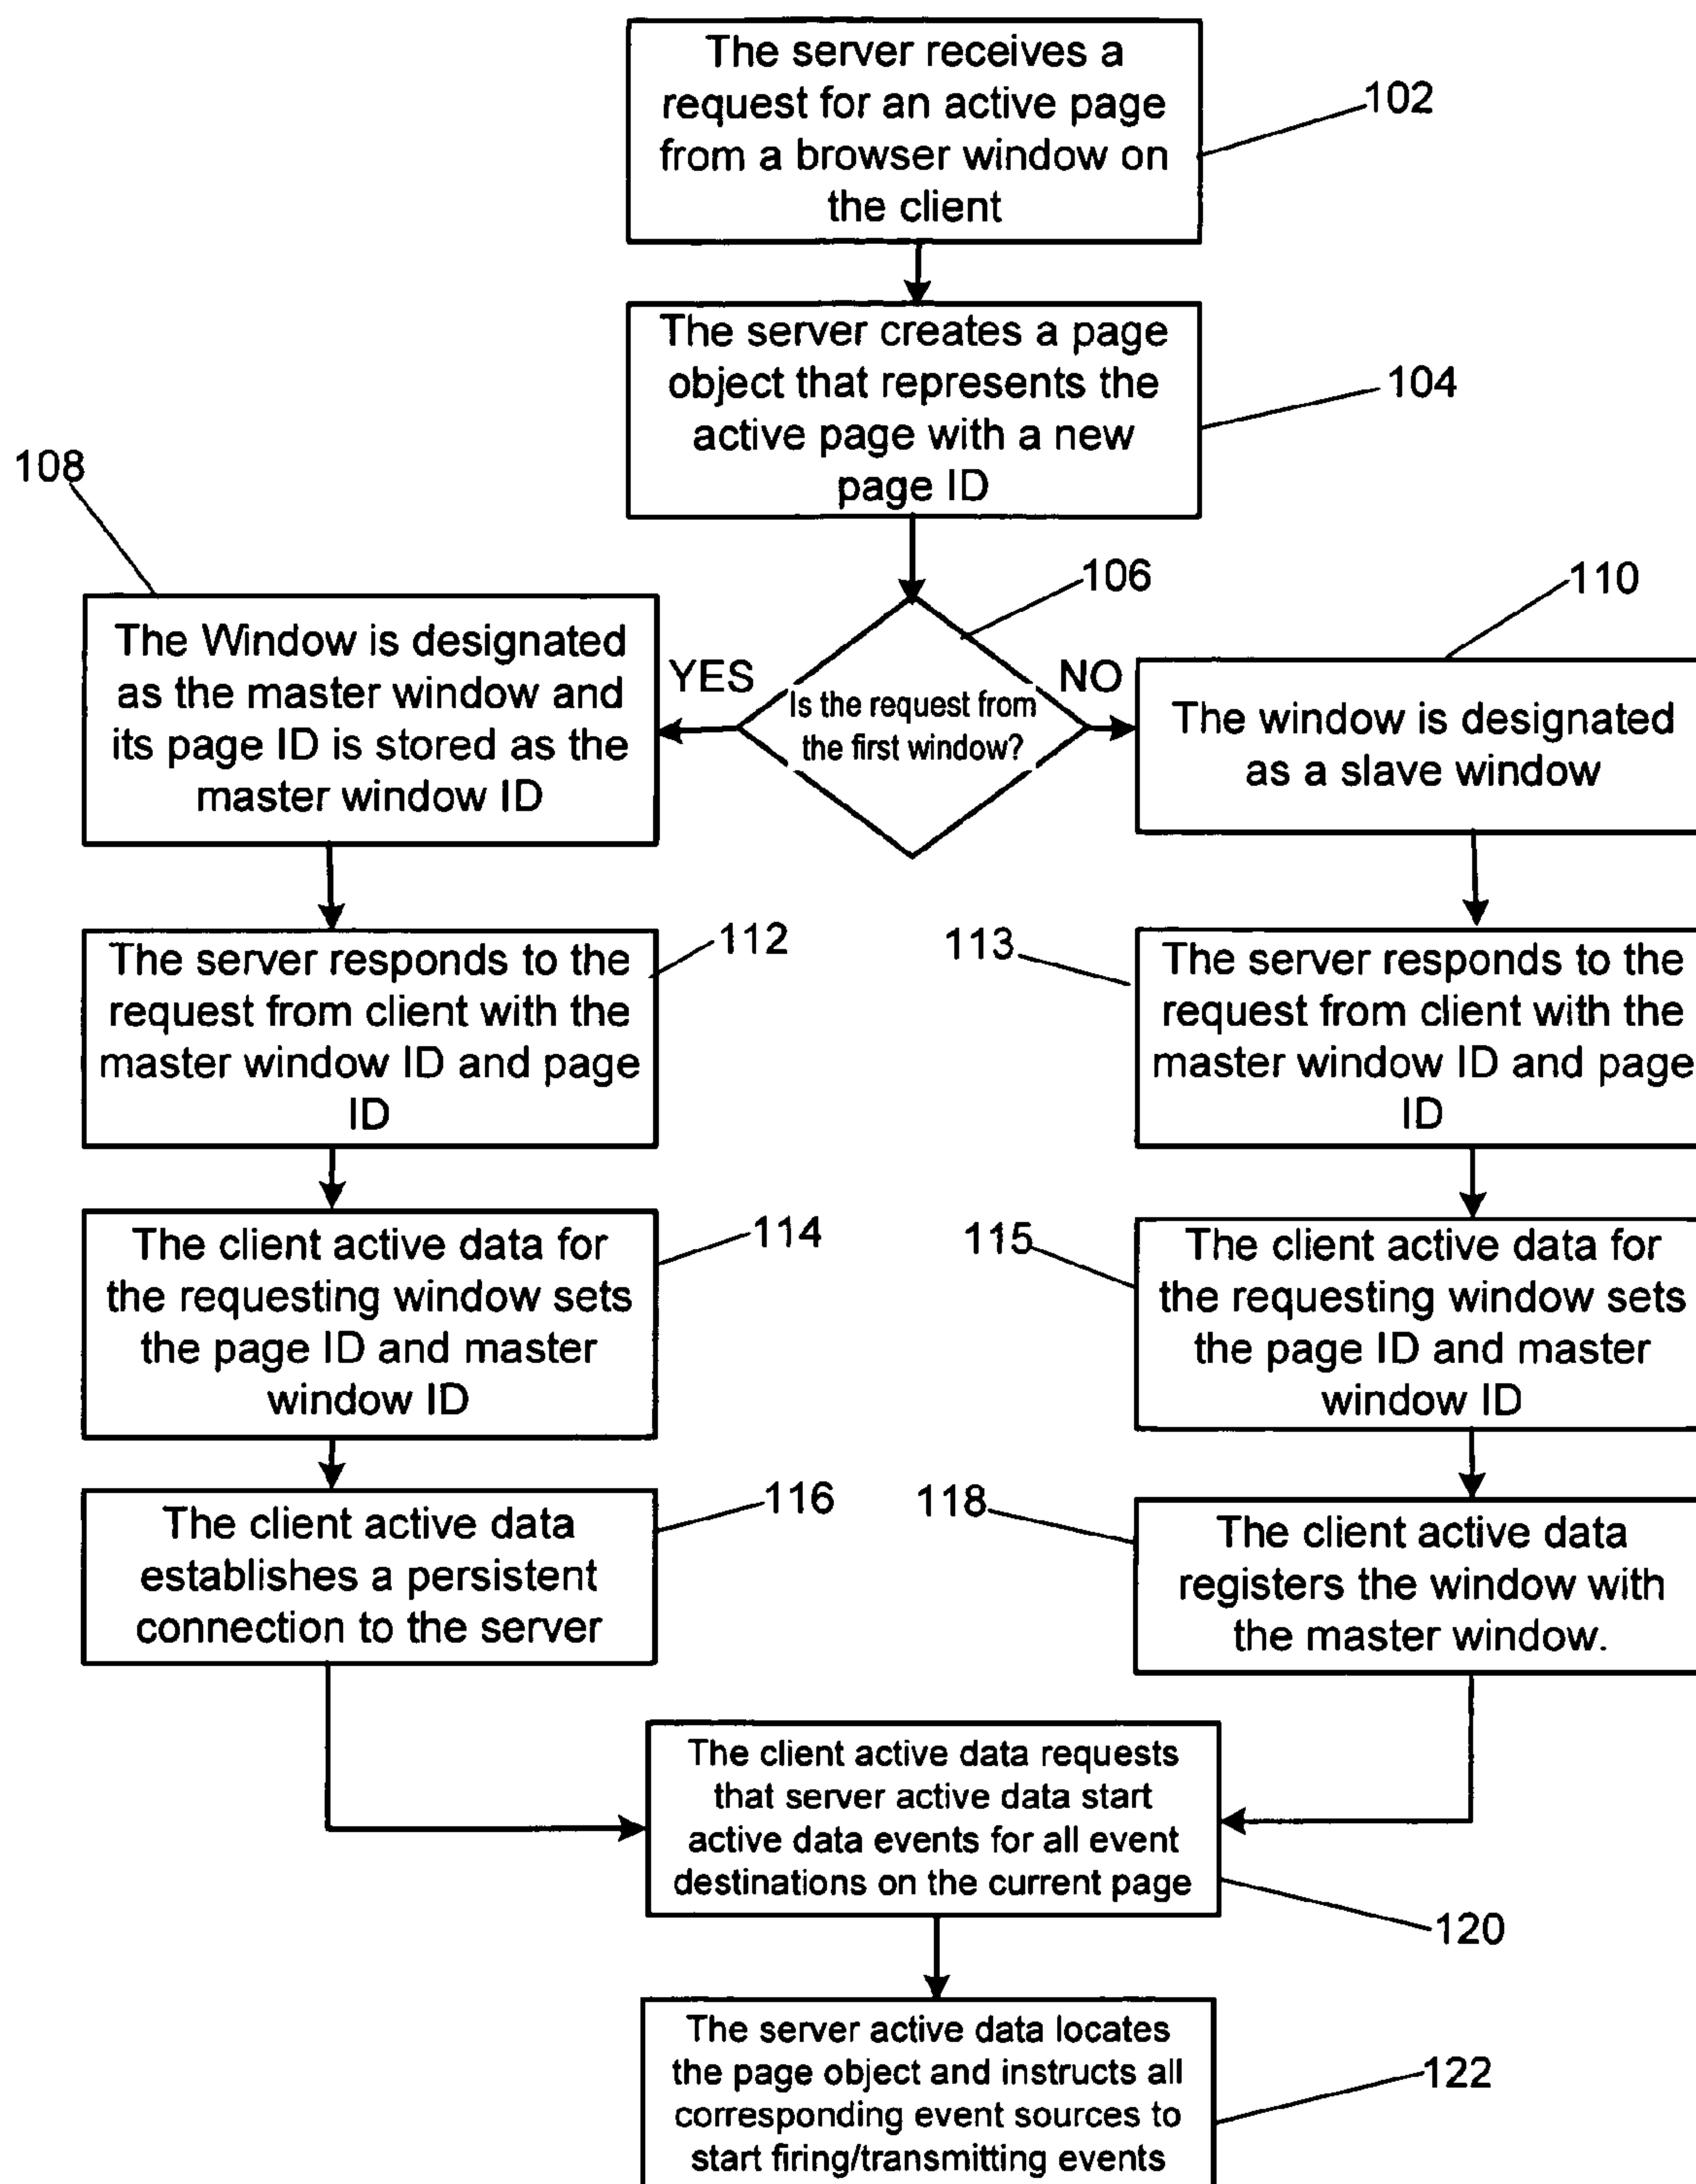 The server receives a
request for an active page
from a browser window on
the client
102
The server creates a page
object that represents the
active page with a new
page ID
104
108
106
110
The Window is designated
as the master window and
its page ID is stored as the
master window ID
YES
Is the request from
the first window?
NO
The window is designated
as a slave window
The server responds to the
request from client with the
master window ID and page
ID
112
113
The server responds to the
request from client with the
master window ID and page
ID
The client active data for
the requesting window sets
the page ID and master
window ID
114
115
The client active data for
the requesting window sets
the page ID and master
window ID
The client active data
establishes a persistent
connection to the server
116
118
The client active data
registers the window with
the master window.
The client active data requests
that server active data start
active data events for all event
destinations on the current page
120
The server active data locates
the page object and instructs all
corresponding event sources to
start firing/transmitting events
122